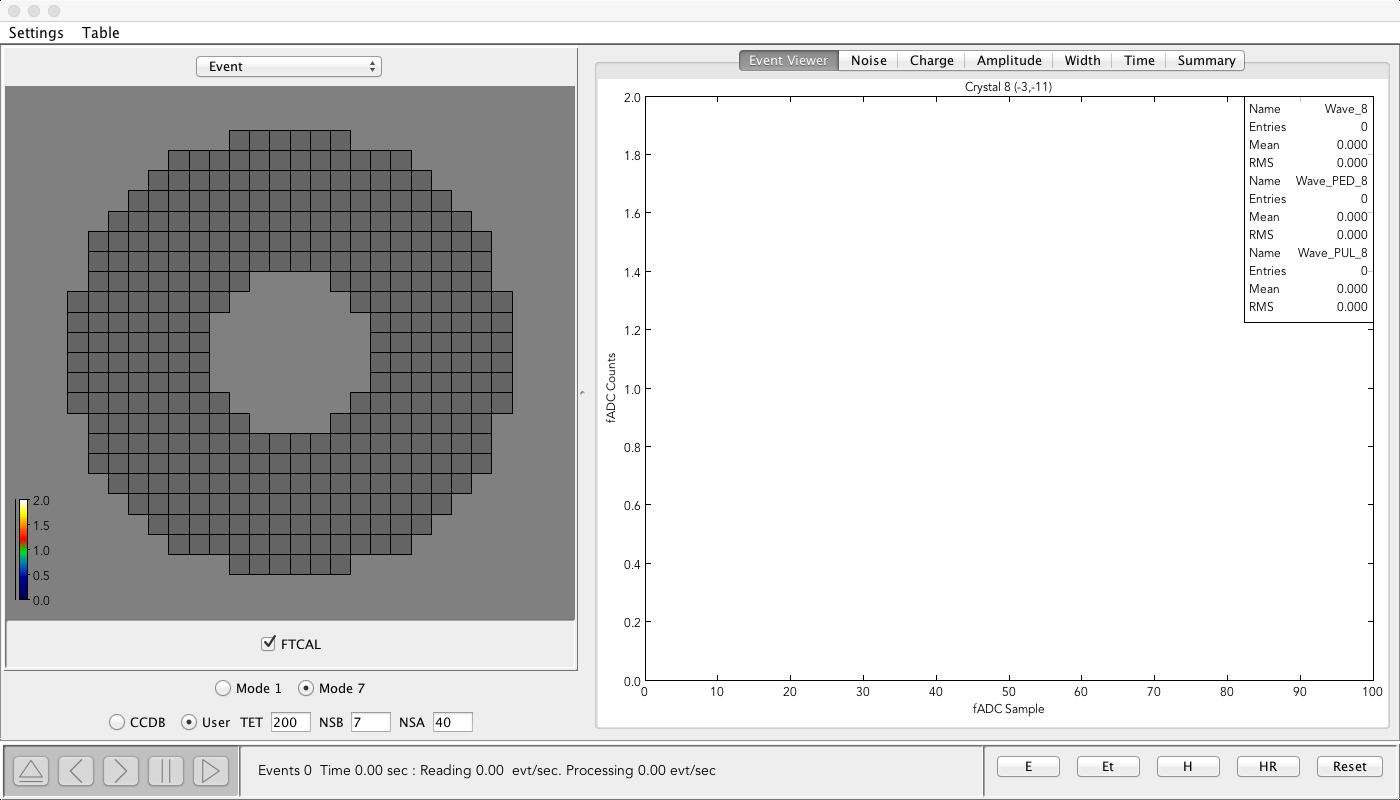 Settings Table
Event
2.0
1.5
1.0
0.5
0.0
FTCAL
Mode 1 Mode 7
CCDB User TET 200 NSB 7 NSA 40
Event Viewer Noise Charge Amplitude Width Time Summary
Crystal 8 (-3,-11)
Name Wave_8
Entries 0
Mean 0.000
RMS 0.000
Name Wave_PED_8
Entries 0
Mean 0.000
RMS 0.000
Name Wave_PUL_8
Entries 0
Mean 0.000
RMS 0.000
2.0
1.8
1.6
1.4
1.2
1.0
0.8
0.6
0.4
0.2
0.0
fADC Counts
0 10 20 30 40 50 60 70 80 90 100
fADC Sample
Events 0 Time 0.00 sec : Reading 0.00 evt/sec. Processing 0.00 evt/sec
E Et H HR Reset